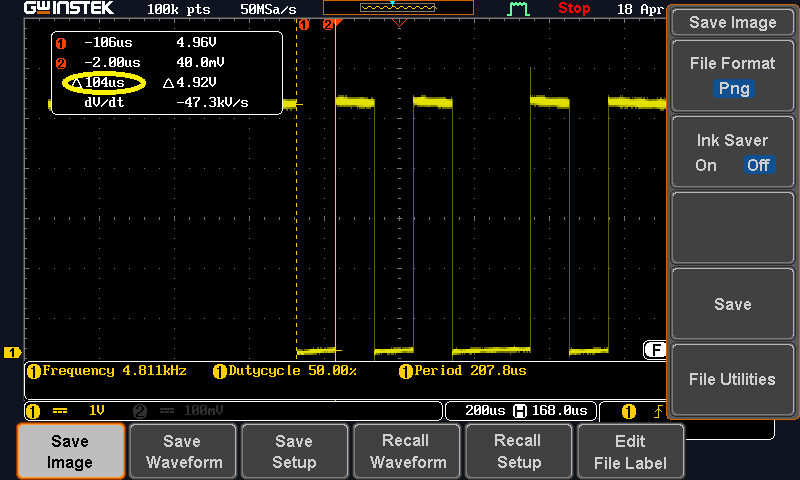 GWINSTEK 100k pts 50MSa/s Stop 18 Apr
1 2
1 -106us 4.96V
2 -2.00us 40.0mV
△104us △4.92V
dV/dt -47.3kV/s
1
F
1 Frequency 4.811kHz 1 Dutycycle 50.00% 1 Period 207.8us
1 1V 2 100mV 200us H 168.0us 1
Save Image
File Format
Png
Ink Saver
On Off
Save
File Utilities
Save
Image
Save
Waveform
Save
Setup
Recall
Waveform
Recall
Setup
Edit
File Label